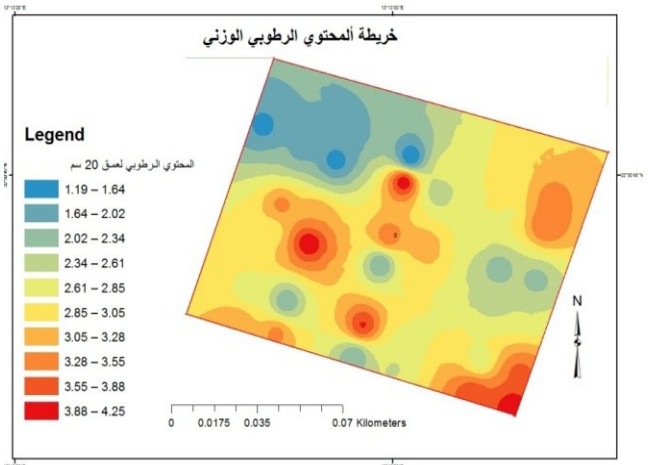 خريطة ألمحتوي الرطوبي الوزني
Legend
المحتوي الرطوبي لعمق 20 سم
1.19 – 1.64
1.64 – 2.02
2.02 – 2.34
2.34 – 2.61
2.61 – 2.85
2.85 – 3.05
3.05 – 3.28
3.28 – 3.55
3.55 – 3.88
3.88 – 4.25
N
0 0.0175 0.035 0.07 Kilometers